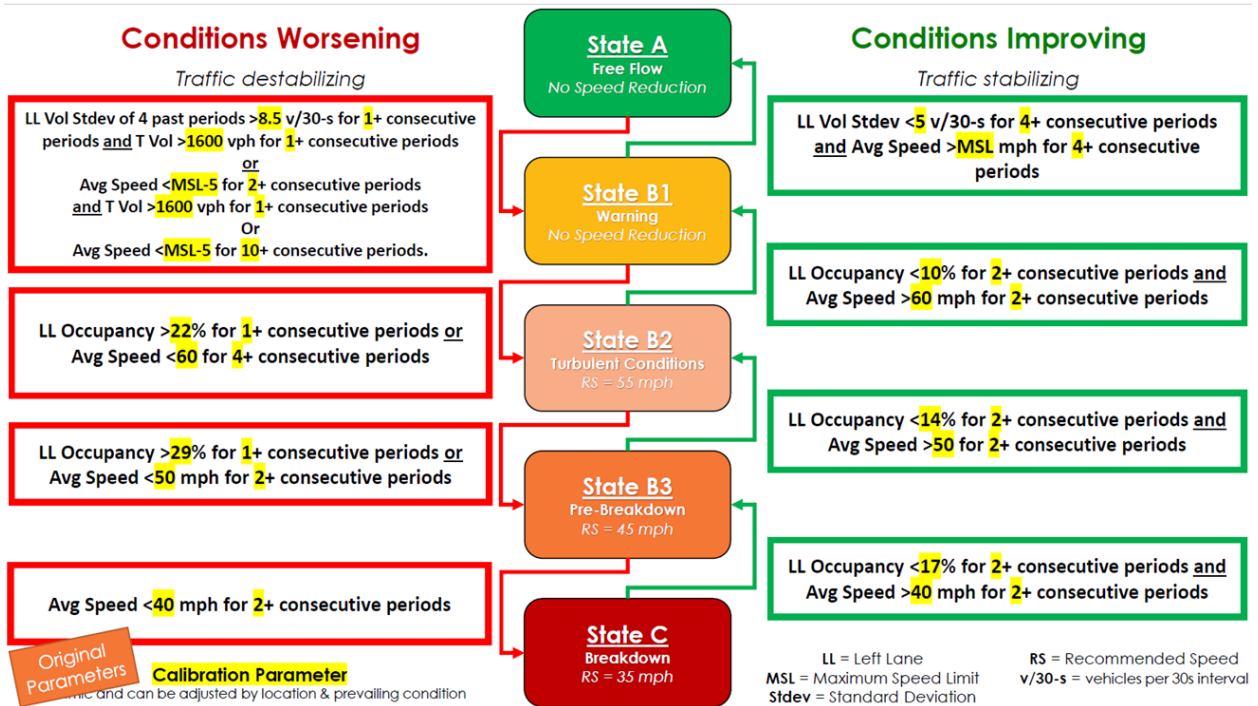 Conditions Worsening
Traffic destabilizing
LL Vol Stdev of 4 past periods >8.5 v/30-s for 1+ consecutive
periods and T Vol >1600 vph for 1+ consecutive periods
or
Avg Speed <MSL-5 for 2+ consecutive periods
and T Vol >1600 vph for 1+ consecutive periods
Or
Avg Speed <MSL-5 for 10+ consecutive periods.
LL Occupancy >22% for 1+ consecutive periods or
Avg Speed <60 for 4+ consecutive periods
LL Occupancy >29% for 1+ consecutive periods or
Avg Speed <50 mph for 2+ consecutive periods
Avg Speed <40 mph for 2+ consecutive periods
Original
Parameters
Calibration Parameter
and can be adjusted by location & prevailing condition
State A
Free Flow
No Speed Reduction
State B1
Warning
No Speed Reduction
State B2
Turbulent Conditions
RS = 55 mph
State B3
Pre-Breakdown
RS = 45 mph
State C
Breakdown
RS = 35 mph
Conditions Improving
Traffic stabilizing
LL Vol Stdev <5 v/30-s for 4+ consecutive periods
and Avg Speed >MSL mph for 4+ consecutive
periods
LL Occupancy <10% for 2+ consecutive periods and
Avg Speed >60 mph for 2+ consecutive periods
LL Occupancy <14% for 2+ consecutive periods and
Avg Speed >50 for 2+ consecutive periods
LL Occupancy <17% for 2+ consecutive periods and
Avg Speed >40 mph for 2+ consecutive periods
LL = Left Lane
MSL = Maximum Speed Limit
Stdev = Standard Deviation
RS = Recommended Speed
v/30-s = vehicles per 30s interval